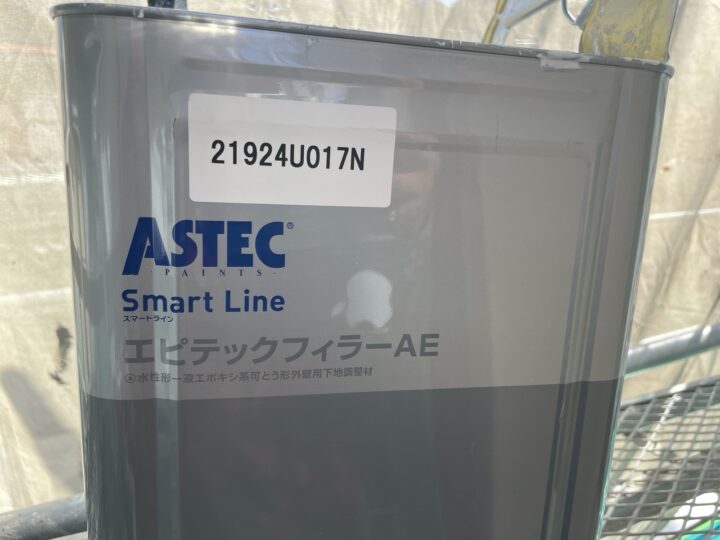 21924U017N
ASTEC®
PAINTS
Smart Line
スマートライン
エピテックフィラーAE
水性形一液エポキシ系可とう形外壁用下地調整材